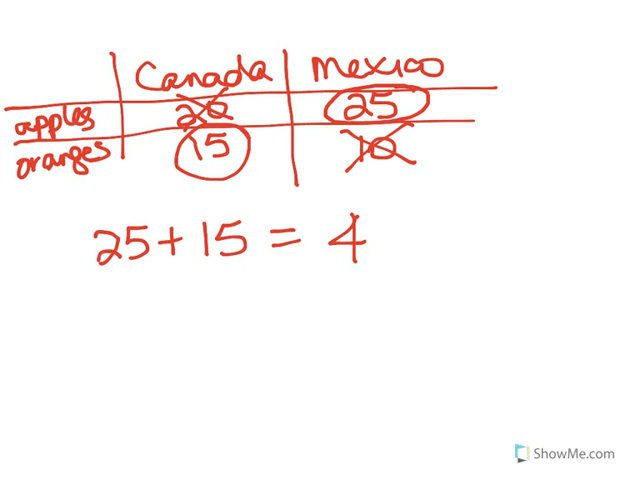 Canada Mexico
apples 20 25
oranges 15 10
25 + 15 = 4
ShowMe.com